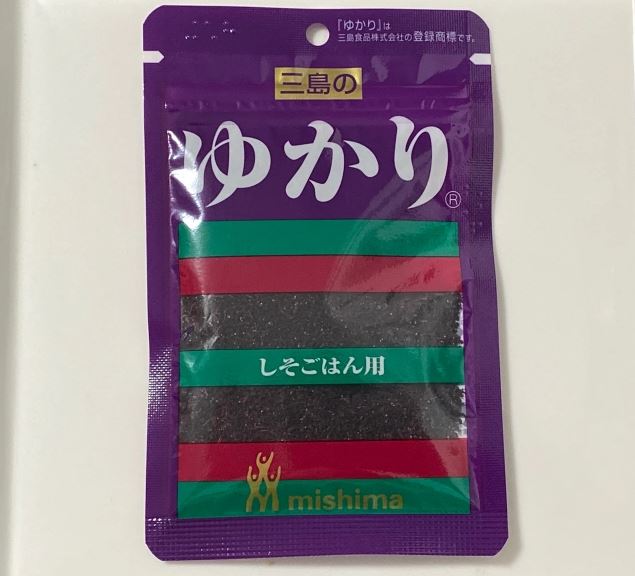 『ゆかり』は
三島食品株式会社の登録商標です。
三島の
ゆかり®
しそごはん用
mishima